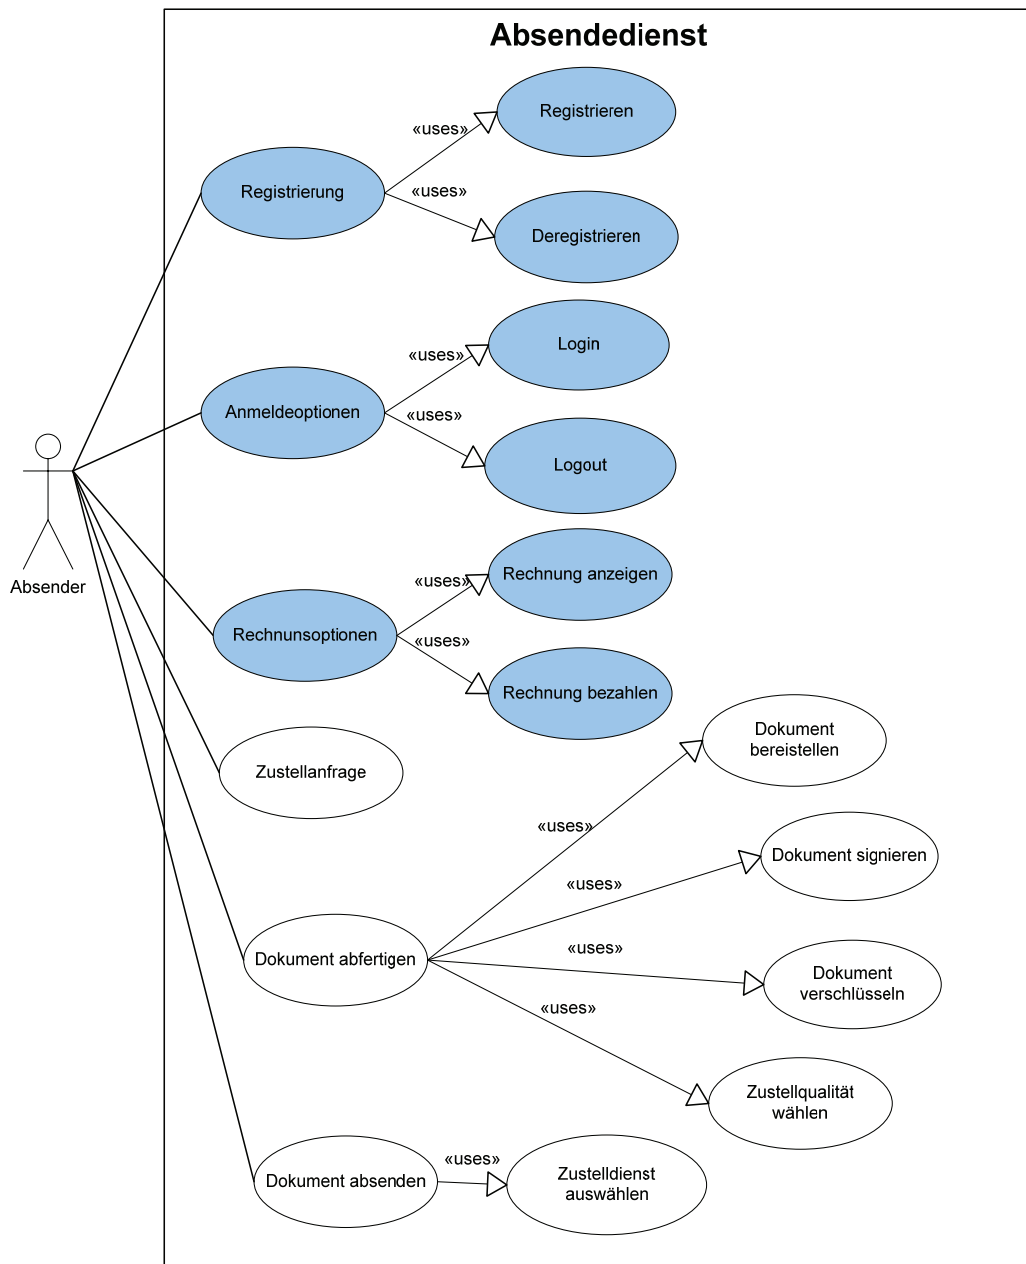 Absendedienst
Registrieren
«uses»
Registrierung
«uses»
Deregistrieren
Login
«uses»
Anmeldeoptionen
«uses»
Logout
Absender
Rechnung anzeigen
«uses»
Rechnunsoptionen
«uses»
Rechnung bezahlen
Dokument
bereistellen
Zustellanfrage
«uses»
Dokument signieren
«uses»
Dokument abfertigen
«uses»
Dokument
verschlüsseln
«uses»
Zustellqualität
wählen
Dokument absenden
«uses»
Zustelldienst
auswählen